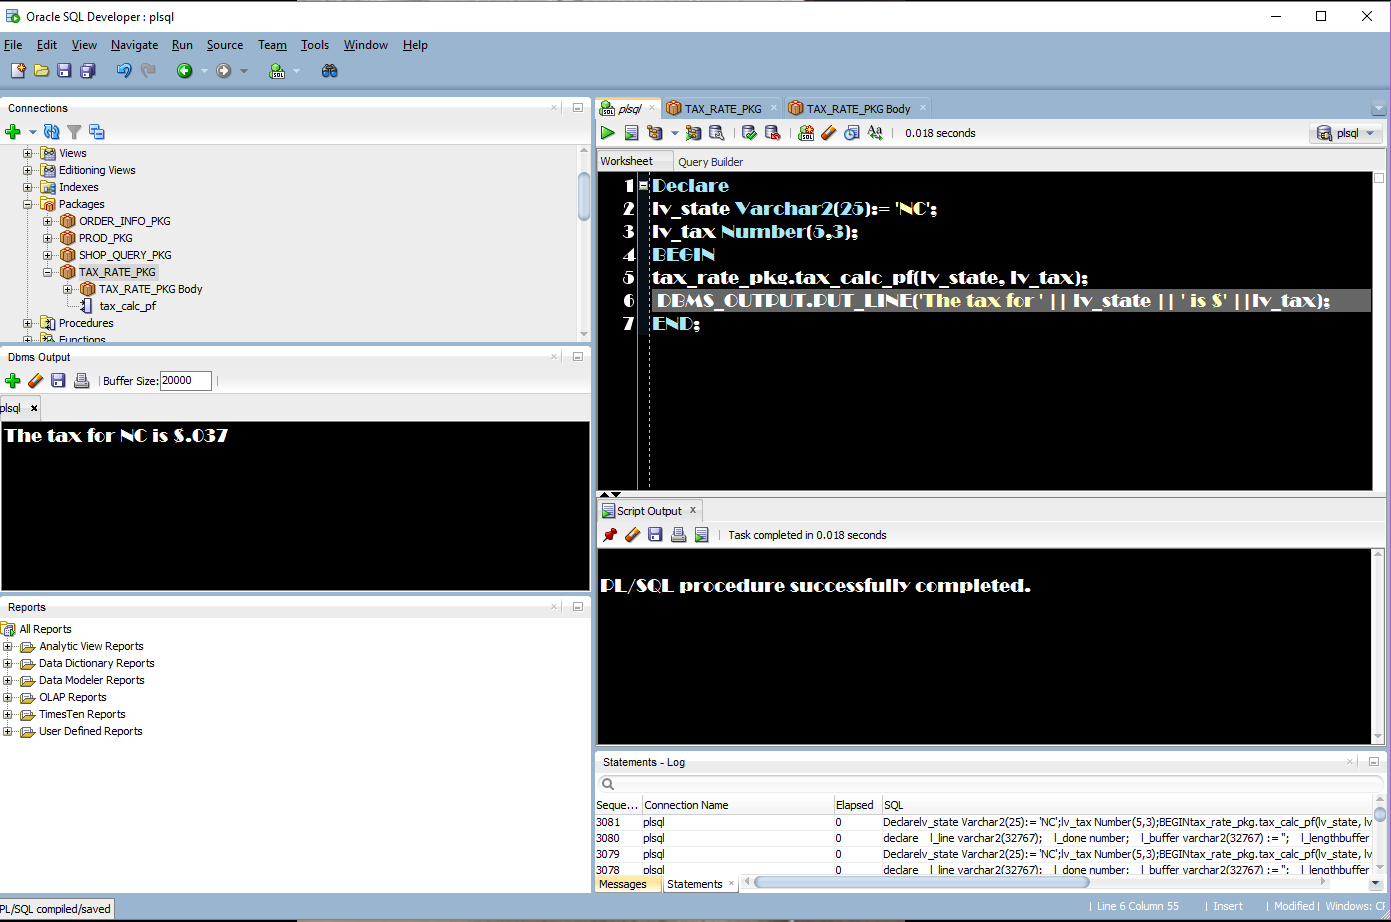 Oracle SQL Developer : plsql
File Edit View Navigate Run Source Team Tools Window Help
Connections
Views
Editioning Views
Indexes
Packages
ORDER_INFO_PKG
PROD_PKG
SHOP_QUERY_PKG
TAX_RATE_PKG
TAX_RATE_PKG Body
tax_calc_pf
Procedures
Functions
Dbms Output
Buffer Size: 20000
plsql
The tax for NC is $.037
Reports
All Reports
Analytic View Reports
Data Dictionary Reports
Data Modeler Reports
OLAP Reports
TimesTen Reports
User Defined Reports
plsql TAX_RATE_PKG TAX_RATE_PKG Body
SQL Aa 0.018 seconds plsql
Worksheet Query Builder
1 Declare
2 lv_state Varchar2(25):= 'NC';
3 lv_tax Number(5,3);
4 BEGIN
5 tax_rate_pkg.tax_calc_pf(lv_state, lv_tax);
6 DBMS_OUTPUT.PUT_LINE('The tax for ' || lv_state || ' is $' ||lv_tax);
7 END;
Script Output
Task completed in 0.018 seconds
PL/SQL procedure successfully completed.
Statements - Log
Seque... Connection Name Elapsed SQL
3081 plsql 0 Declarelv_state Varchar2(25):= 'NC';lv_tax Number(5,3);BEGINtax_rate_pkg.tax_calc_pf(lv_state, lv
3080 plsql 0 declare l_line varchar2(32767); l_done number; l_buffer varchar2(32767) := ''; l_lengthbuffer
3079 plsql 0 Declarelv_state Varchar2(25):= 'NC';lv_tax Number(5,3);BEGINtax_rate_pkg.tax_calc_pf(lv_state, lv
3078 plsql 0 declare l_line varchar2(32767); l_done number; l_buffer varchar2(32767) := ''; l_lengthbuffer
Messages Statements
PL/SQL compiled/saved
Line 6 Column 55 Insert Modified Windows: CR